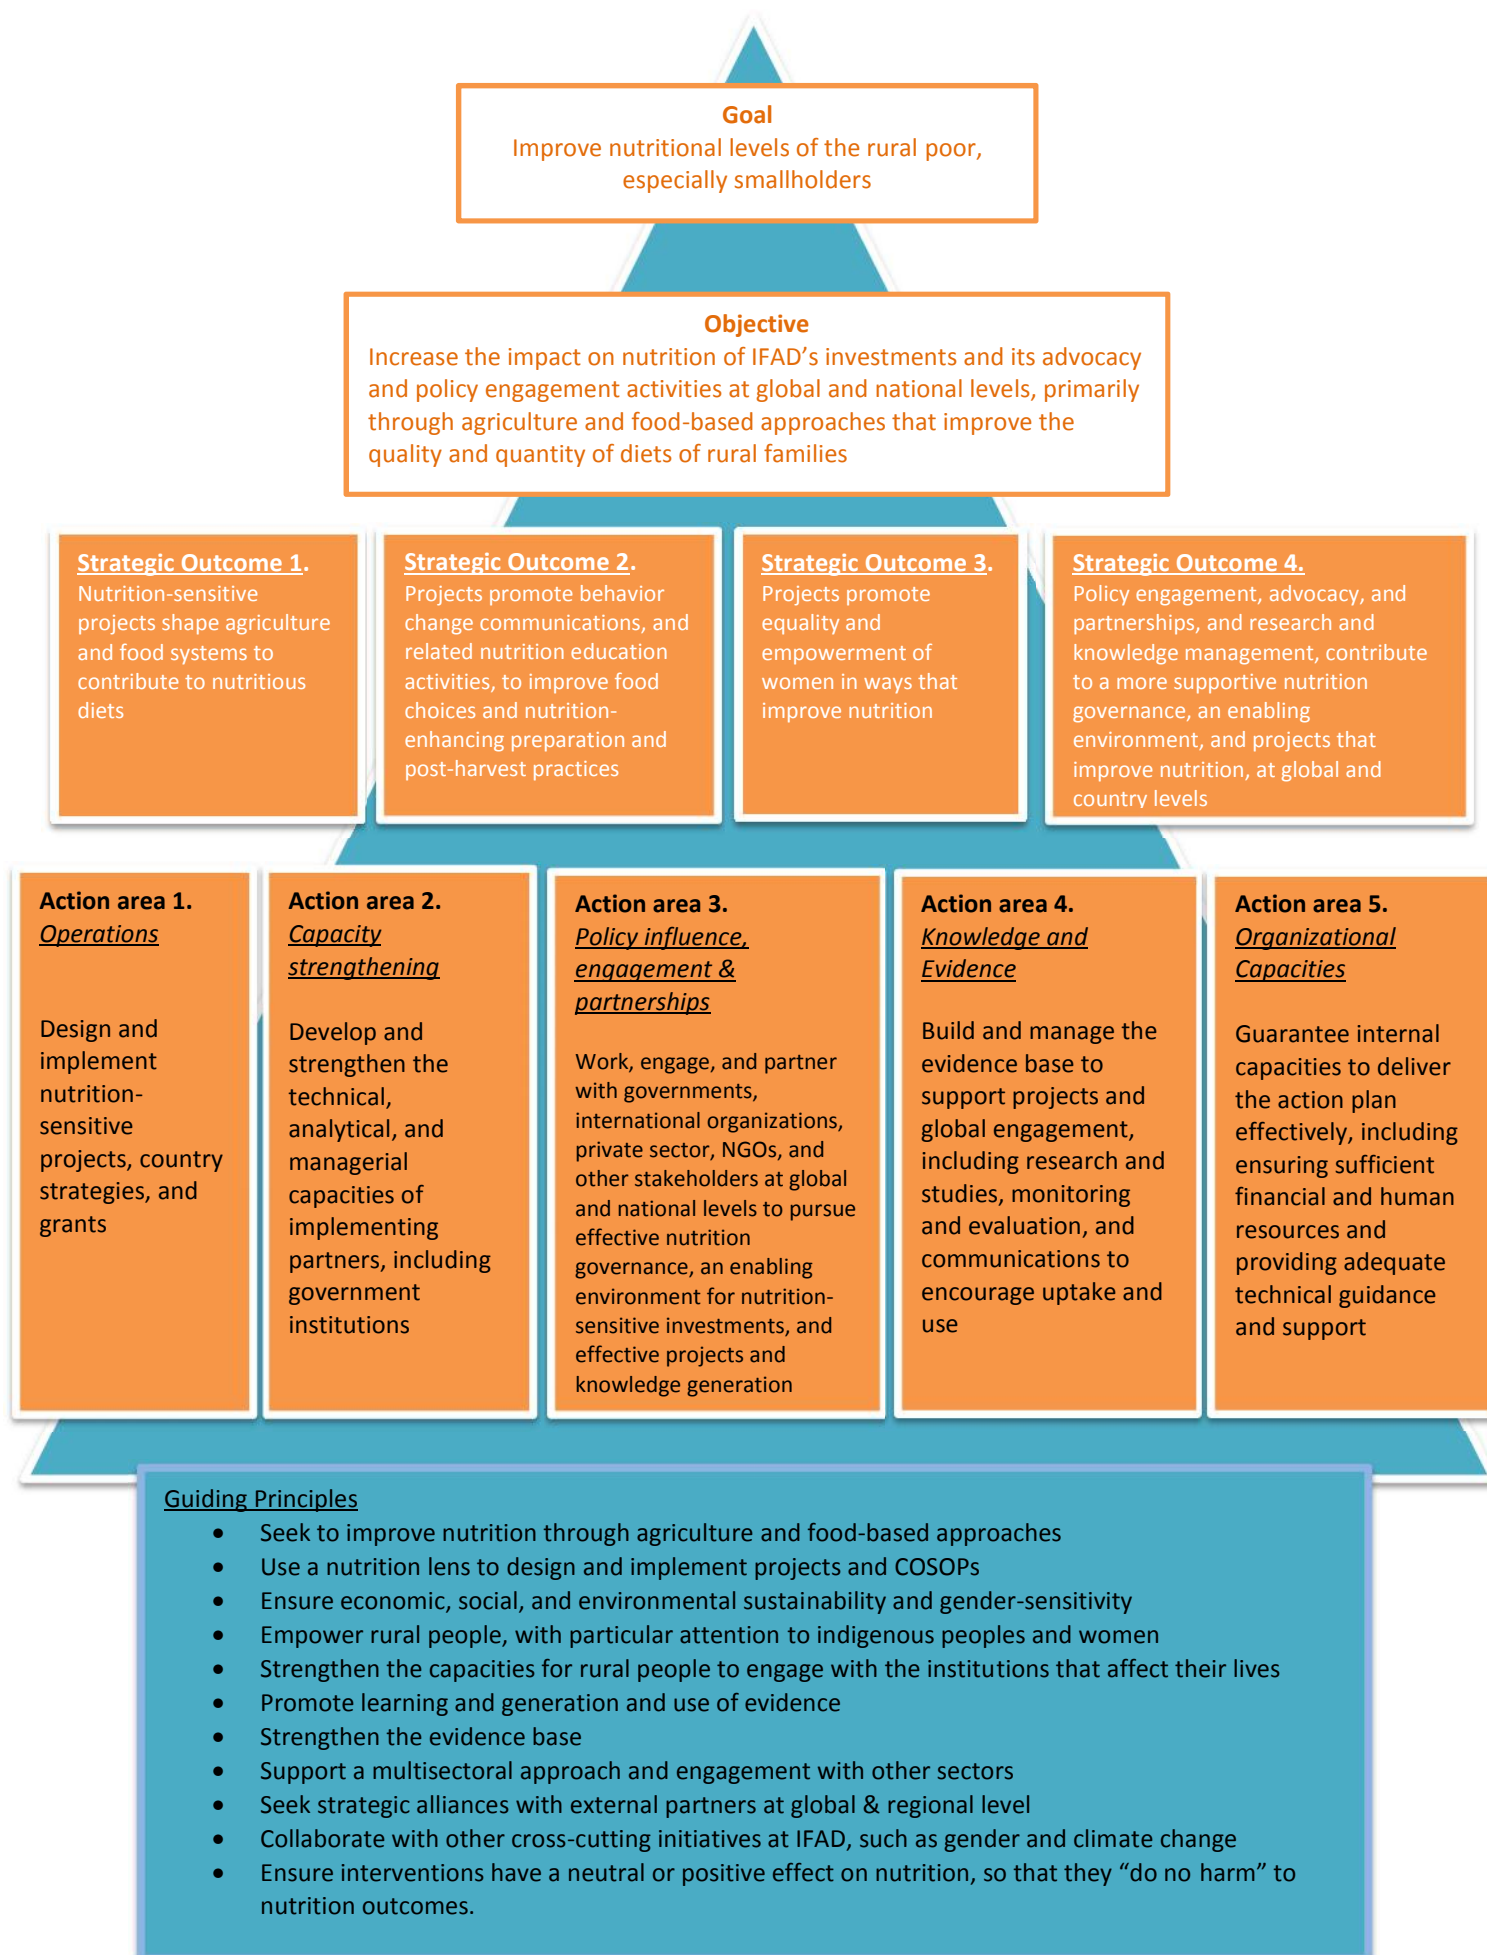 Goal
Improve nutritional levels of the rural poor,
especially smallholders
Objective
Increase the impact on nutrition of IFAD’s investments and its advocacy
and policy engagement activities at global and national levels, primarily
through agriculture and food-based approaches that improve the
quality and quantity of diets of rural families
Strategic Outcome 1.
Nutrition-sensitive
projects shape agriculture
and food systems to
contribute to nutritious
diets
Strategic Outcome 2.
Projects promote behavior
change communications, and
related nutrition education
activities, to improve food
choices and nutrition-
enhancing preparation and
post-harvest practices
Strategic Outcome 3.
Projects promote
equality and
empowerment of
women in ways that
improve nutrition
Strategic Outcome 4.
Policy engagement, advocacy, and
partnerships, and research and
knowledge management, contribute
to a more supportive nutrition
governance, an enabling
environment, and projects that
improve nutrition, at global and
country levels
Action area 1.
Operations
Design and
implement
nutrition-
sensitive
projects, country
strategies, and
grants
Action area 2.
Capacity
strengthening
Develop and
strengthen the
technical,
analytical, and
managerial
capacities of
implementing
partners, including
government
institutions
Action area 3.
Policy influence,
engagement &
partnerships
Work, engage, and partner
with governments,
international organizations,
private sector, NGOs, and
other stakeholders at global
and national levels to pursue
effective nutrition
governance, an enabling
environment for nutrition-
sensitive investments, and
effective projects and
knowledge generation
Action area 4.
Knowledge and
Evidence
Build and manage the
evidence base to
support projects and
global engagement,
including research and
studies, monitoring
and evaluation, and
communications to
encourage uptake and
use
Action area 5.
Organizational
Capacities
Guarantee internal
capacities to deliver
the action plan
effectively, including
ensuring sufficient
financial and human
resources and
providing adequate
technical guidance
and support
Guiding Principles
• Seek to improve nutrition through agriculture and food-based approaches
• Use a nutrition lens to design and implement projects and COSOPs
• Ensure economic, social, and environmental sustainability and gender-sensitivity
• Empower rural people, with particular attention to indigenous peoples and women
• Strengthen the capacities for rural people to engage with the institutions that affect their lives
• Promote learning and generation and use of evidence
• Strengthen the evidence base
• Support a multisectoral approach and engagement with other sectors
• Seek strategic alliances with external partners at global & regional level
• Collaborate with other cross-cutting initiatives at IFAD, such as gender and climate change
• Ensure interventions have a neutral or positive effect on nutrition, so that they “do no harm” to
nutrition outcomes.